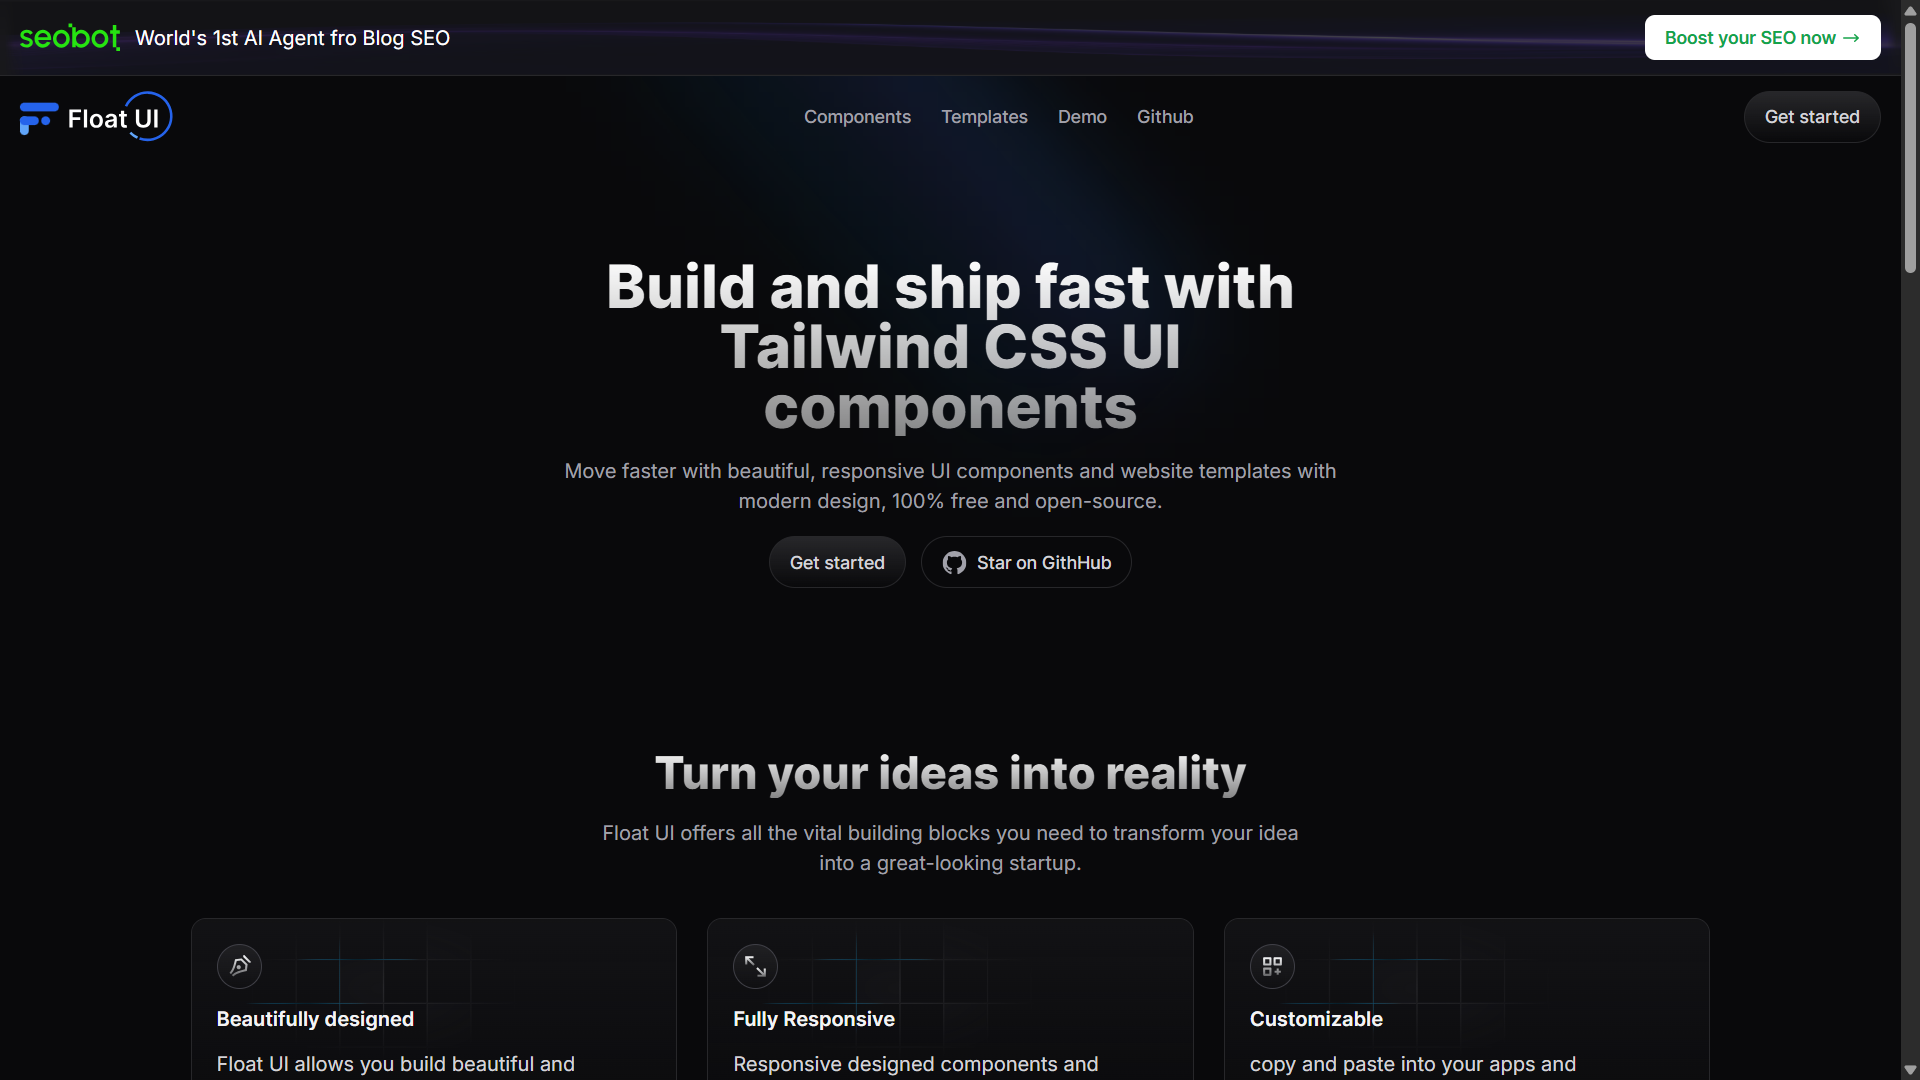 seobot World's 1st AI Agent fro Blog SEO
Boost your SEO now →
Float UI
Components Templates Demo Github
Get started
Build and ship fast with
Tailwind CSS UI
components
Move faster with beautiful, responsive UI components and website templates with
modern design, 100% free and open-source.
Get started
Star on GithHub
Turn your ideas into reality
Float UI offers all the vital building blocks you need to transform your idea
into a great-looking startup.
Beautifully designed
Float UI allows you build beautiful and
Fully Responsive
Responsive designed components and
Customizable
copy and paste into your apps and